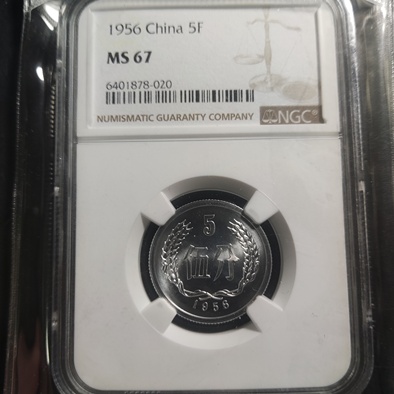 1956 China 5F
MS 67
6401878-020
NUMISMATIC GUARANTY COMPANY
NGC
5
伍分
1956